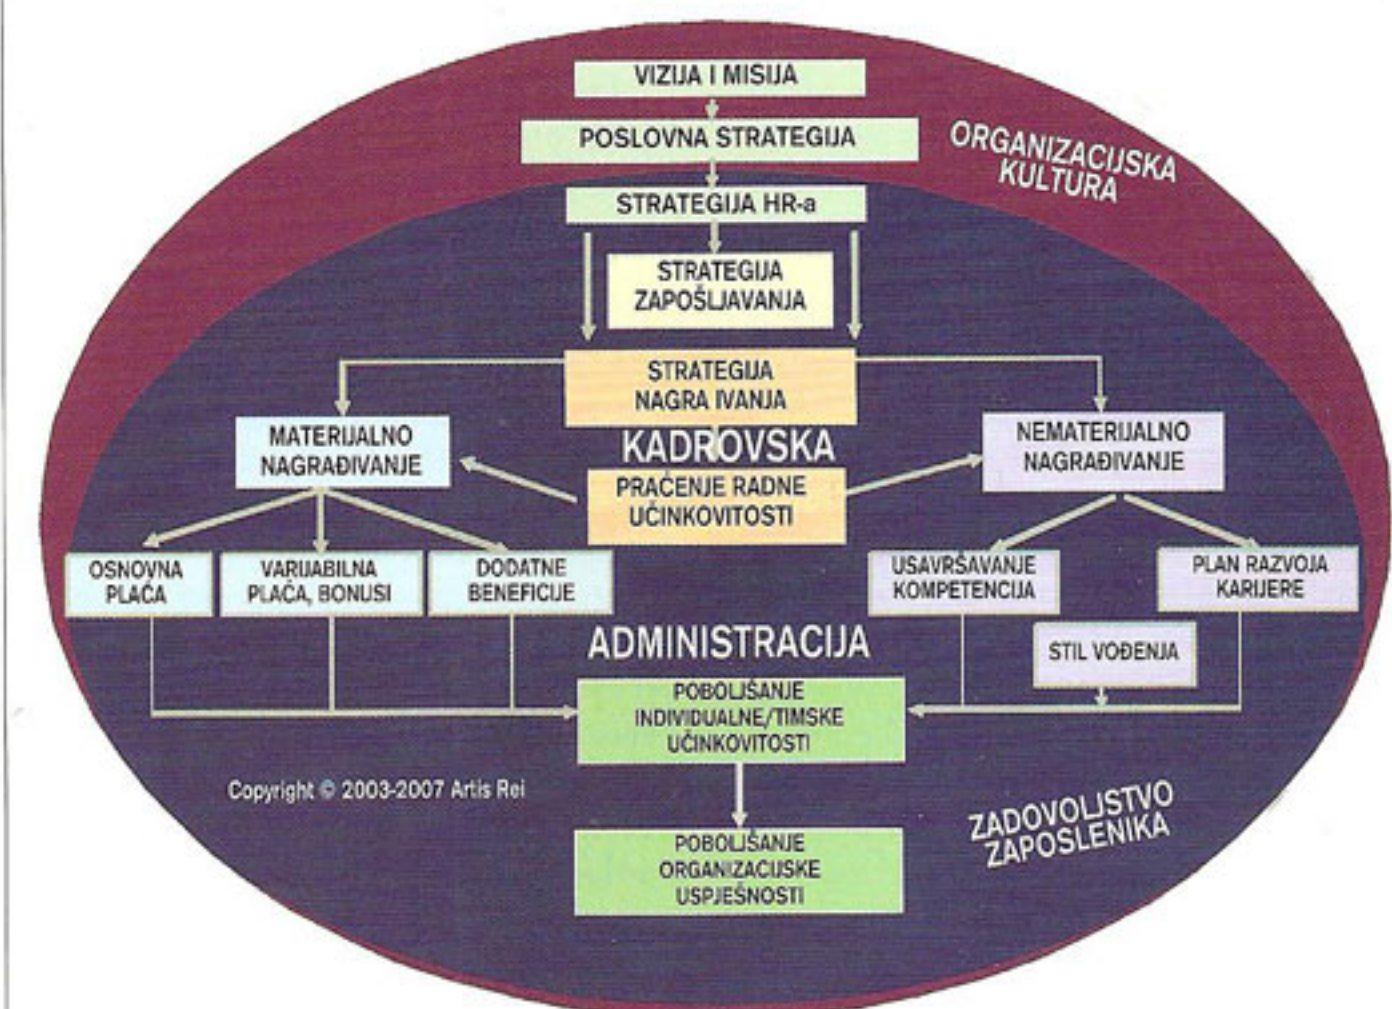 VIZIJA I MISIJA
POSLOVNA STRATEGIJA
ORGANIZACIJSKA
KULTURA
STRATEGIJA HR-a
STRATEGIJA
ZAPOŠLJAVANJA
STRATEGIJA
NAGRA IVANJA
MATERIJALNO
NAGRAĐIVANJE
KADROVSKA
NEMATERIJALNO
NAGRAĐIVANJE
PRAĆENJE RADNE
UČINKOVITOSTI
OSNOVNA
PLAĆA
VARIJABILNA
PLAĆA, BONUSI
DODATNE
BENEFICIJE
USAVRŠAVANJE
KOMPETENCIJA
PLAN RAZVOJA
KARIJERE
ADMINISTRACIJA
STIL VOĐENJA
POBOLJŠANJE
INDIVIDUALNE/TIMSKE
UČINKOVITOSTI
Copyright © 2003-2007 Artis Rei
ZADOVOLJSTVO
ZAPOSLENIKA
POBOLJŠANJE
ORGANIZACIJSKE
USPJEŠNOSTI